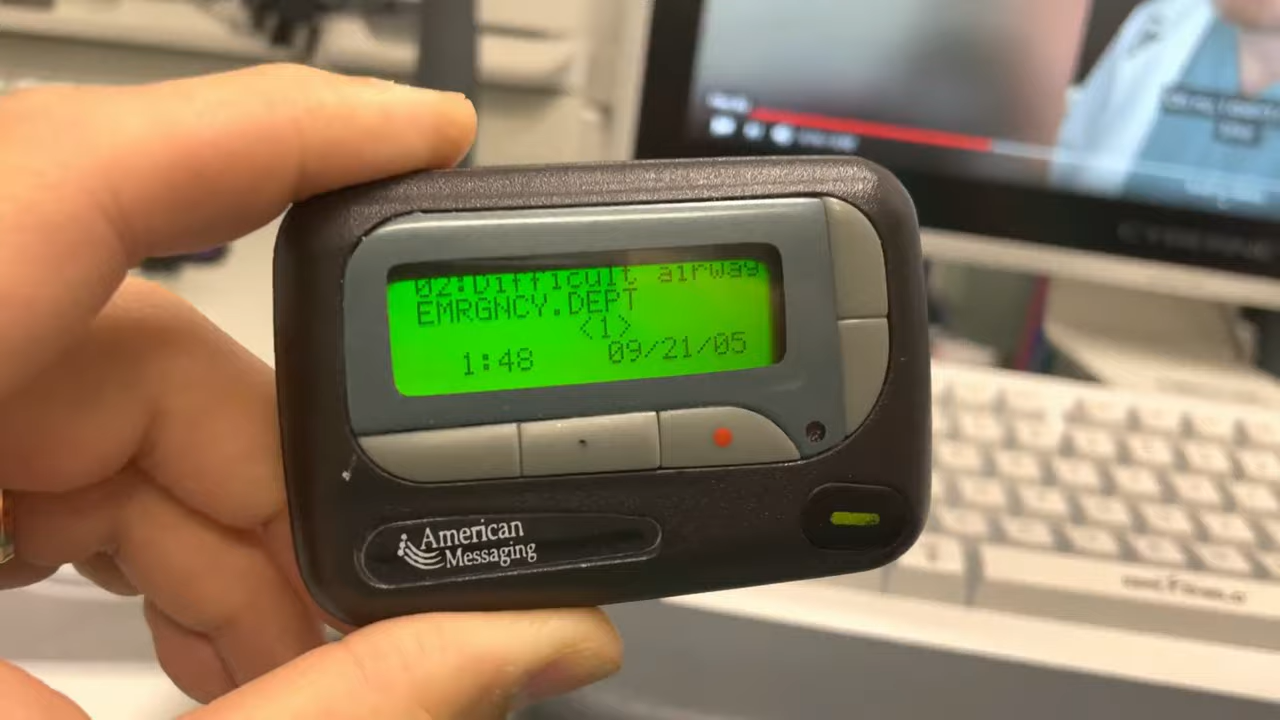 02:Difficult airway
EMRGNCY.DEPT
<1>
1:48 09/21/05
American
Messaging